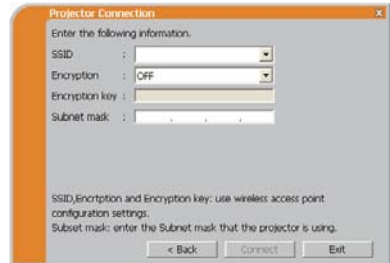 Projector Connection X
Enter the following information.
SSID :
Encryption : OFF
Encryption key :
Subnet mask : . . .
SSID,Encrtption and Encryption key: use wireless access point
configuration settings.
Subset mask: enter the Subnet mask that the projector is using.
< Back Connect Exit